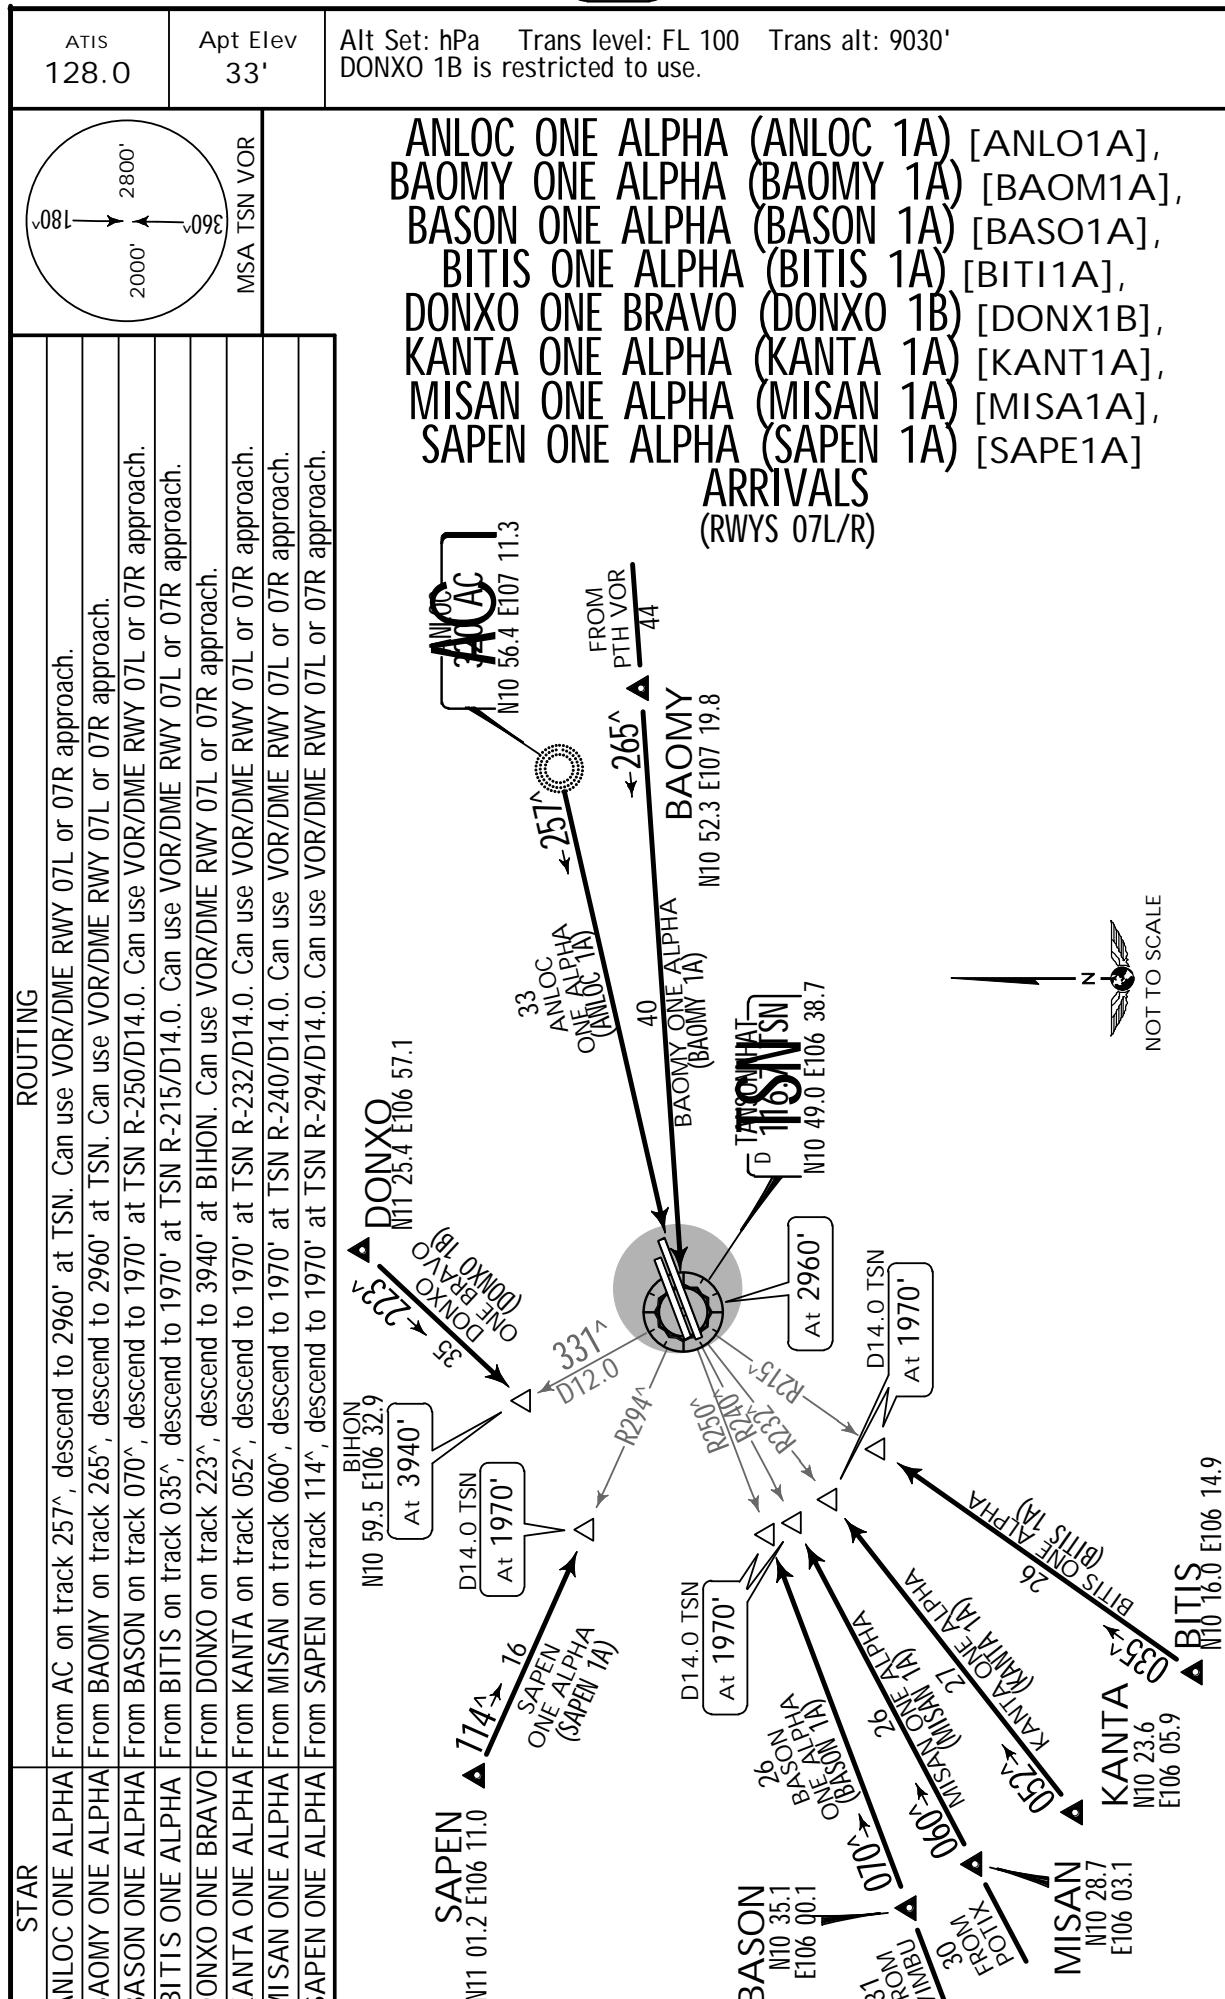 ATIS
128.0
Apt Elev
33'
Alt Set: hPa Trans level: FL 100 Trans alt: 9030'
DONXO 1B is restricted to use.
180^
360^
2800'
2000'
MSA TSN VOR
ANLOC ONE ALPHA (ANLOC 1A) [ANLO1A],
BAOMY ONE ALPHA (BAOMY 1A) [BAOM1A],
BASON ONE ALPHA (BASON 1A) [BASO1A],
BITIS ONE ALPHA (BITIS 1A) [BITI1A],
DONXO ONE BRAVO (DONXO 1B) [DONX1B],
KANTA ONE ALPHA (KANTA 1A) [KANT1A],
MISAN ONE ALPHA (MISAN 1A) [MISA1A],
SAPEN ONE ALPHA (SAPEN 1A) [SAPE1A]
ARRIVALS
(RWYS 07L/R)
STAR ROUTING
ANLOC ONE ALPHA From AC on track 257^, descend to 2960' at TSN. Can use VOR/DME RWY 07L or 07R approach.
BAOMY ONE ALPHA From BAOMY on track 265^, descend to 2960' at TSN. Can use VOR/DME RWY 07L or 07R approach.
BASON ONE ALPHA From BASON on track 070^, descend to 1970' at TSN R-250/D14.0. Can use VOR/DME RWY 07L or 07R approach.
BITIS ONE ALPHA From BITIS on track 035^, descend to 1970' at TSN R-215/D14.0. Can use VOR/DME RWY 07L or 07R approach.
DONXO ONE BRAVO From DONXO on track 223^, descend to 3940' at BIHON. Can use VOR/DME RWY 07L or 07R approach.
KANTA ONE ALPHA From KANTA on track 052^, descend to 1970' at TSN R-232/D14.0. Can use VOR/DME RWY 07L or 07R approach.
MISAN ONE ALPHA From MISAN on track 060^, descend to 1970' at TSN R-240/D14.0. Can use VOR/DME RWY 07L or 07R approach.
SAPEN ONE ALPHA From SAPEN on track 114^, descend to 1970' at TSN R-294/D14.0. Can use VOR/DME RWY 07L or 07R approach.
ANLOC
320 AC
AC
N10 56.4 E107 11.3
FROM
PTH VOR
44
265^
BAOMY
N10 52.3 E107 19.8
257^
33
ANLOC
ONE ALPHA
(ANLOC 1A)
40
BAOMY ONE ALPHA
(BAOMY 1A)
D
TANSONNHAT
116.7 TSN
TSN
N10 49.0 E106 38.7
N
NOT TO SCALE
DONXO
N11 25.4 E106 57.1
223^
35
DONXO
ONE BRAVO
(DONXO 1B)
331^
D12.0
BIHON
N10 59.5 E106 32.9
At 3940'
At 2960'
D14.0 TSN
At 1970'
R294^
R250^
R240^
R232^
R215^
D14.0 TSN
At 1970'
D14.0 TSN
At 1970'
114^
16
SAPEN
ONE ALPHA
(SAPEN 1A)
SAPEN
N11 01.2 E106 11.0
26
BITIS ONE ALPHA
(BITIS 1A)
035^
BITIS
N10 16.0 E106 14.9
27
KANTA ONE ALPHA
(KANTA 1A)
052^
KANTA
N10 23.6
E106 05.9
26
MISAN ONE ALPHA
(MISAN 1A)
060^
MISAN
N10 28.7
E106 03.1
30
FROM
POTIX
26
BASON
ONE ALPHA
(BASON 1A)
070^
BASON
N10 35.1
E106 00.1
31
FROM